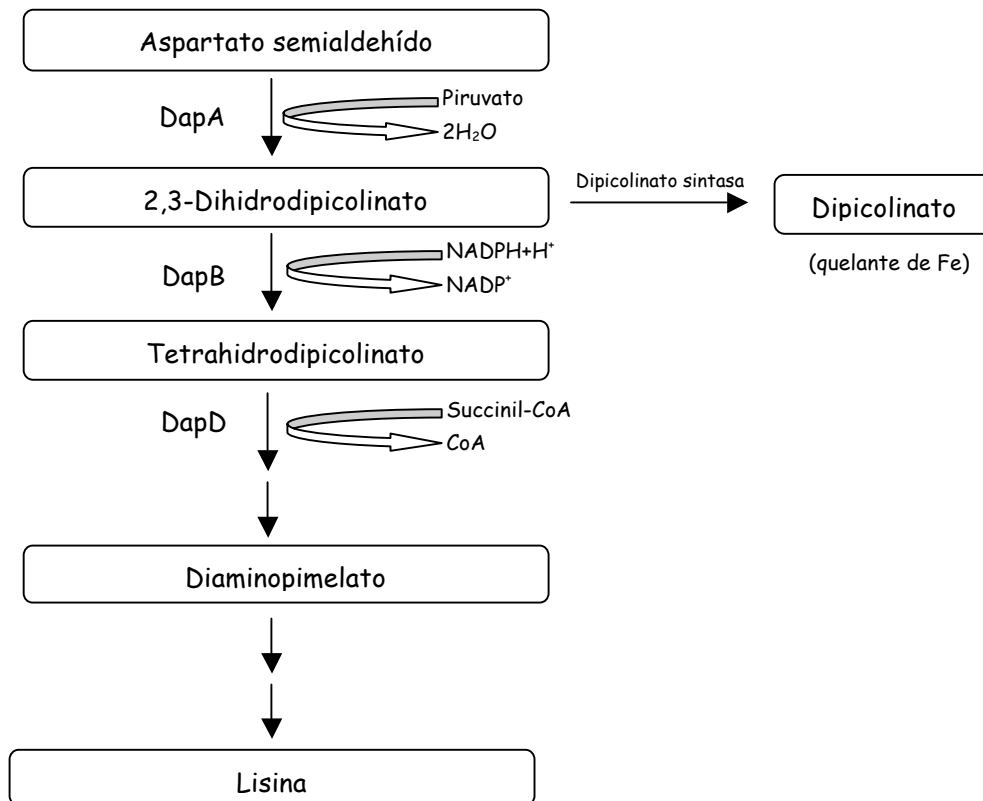 Aspartato semialdehído
DapA
Piruvato
2H₂O
2,3-Dihidrodipicolinato
Dipicolinato sintasa
Dipicolinato
(quelante de Fe)
DapB
NADPH+H⁺
NADP⁺
Tetrahidrodipicolinato
DapD
Succinil-CoA
CoA
Diaminopimelato
Lisina